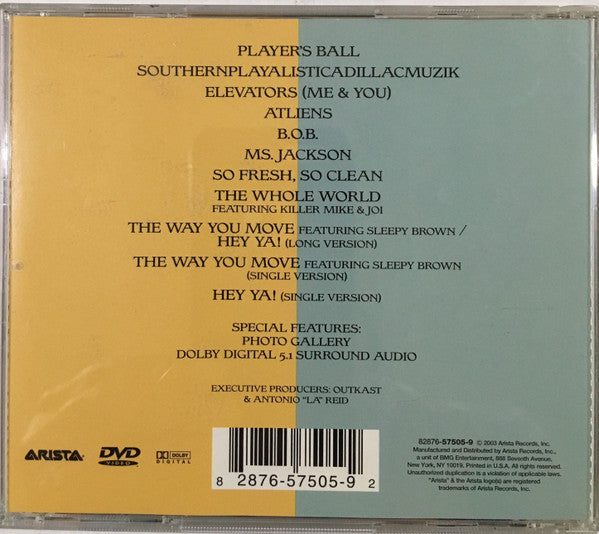 PLAYER'S BALL
SOUTHERNPLAYALISTICADILLACMUZIK
ELEVATORS (ME & YOU)
ATLIENS
B.O.B.
MS. JACKSON
SO FRESH, SO CLEAN
THE WHOLE WORLD
FEATURING KILLER MIKE & JOI
THE WAY YOU MOVE FEATURING SLEEPY BROWN /
HEY YA! (LONG VERSION)
THE WAY YOU MOVE FEATURING SLEEPY BROWN
(SINGLE VERSION)
HEY YA! (SINGLE VERSION)
SPECIAL FEATURES:
PHOTO GALLERY
DOLBY DIGITAL 5.1 SURROUND AUDIO
EXECUTIVE PRODUCERS: OUTKAST
& ANTONIO "LA" REID
ARISTA
DVD
VIDEO
DOLBY
DIGITAL
8 2876-57505-9 2
82876-57505-9 © 2003 Arista Records, Inc.
Manufactured and Distributed by Arista Records, Inc.,
a unit of BMG Entertainment, 888 Seventh Avenue,
New York, NY, 10019. Printed in U.S.A. All rights reserved.
Unauthorized duplication is a violation of applicable laws.
"Arista" & the Arista logo(s) are registered
trademarks of Arista Records, Inc.